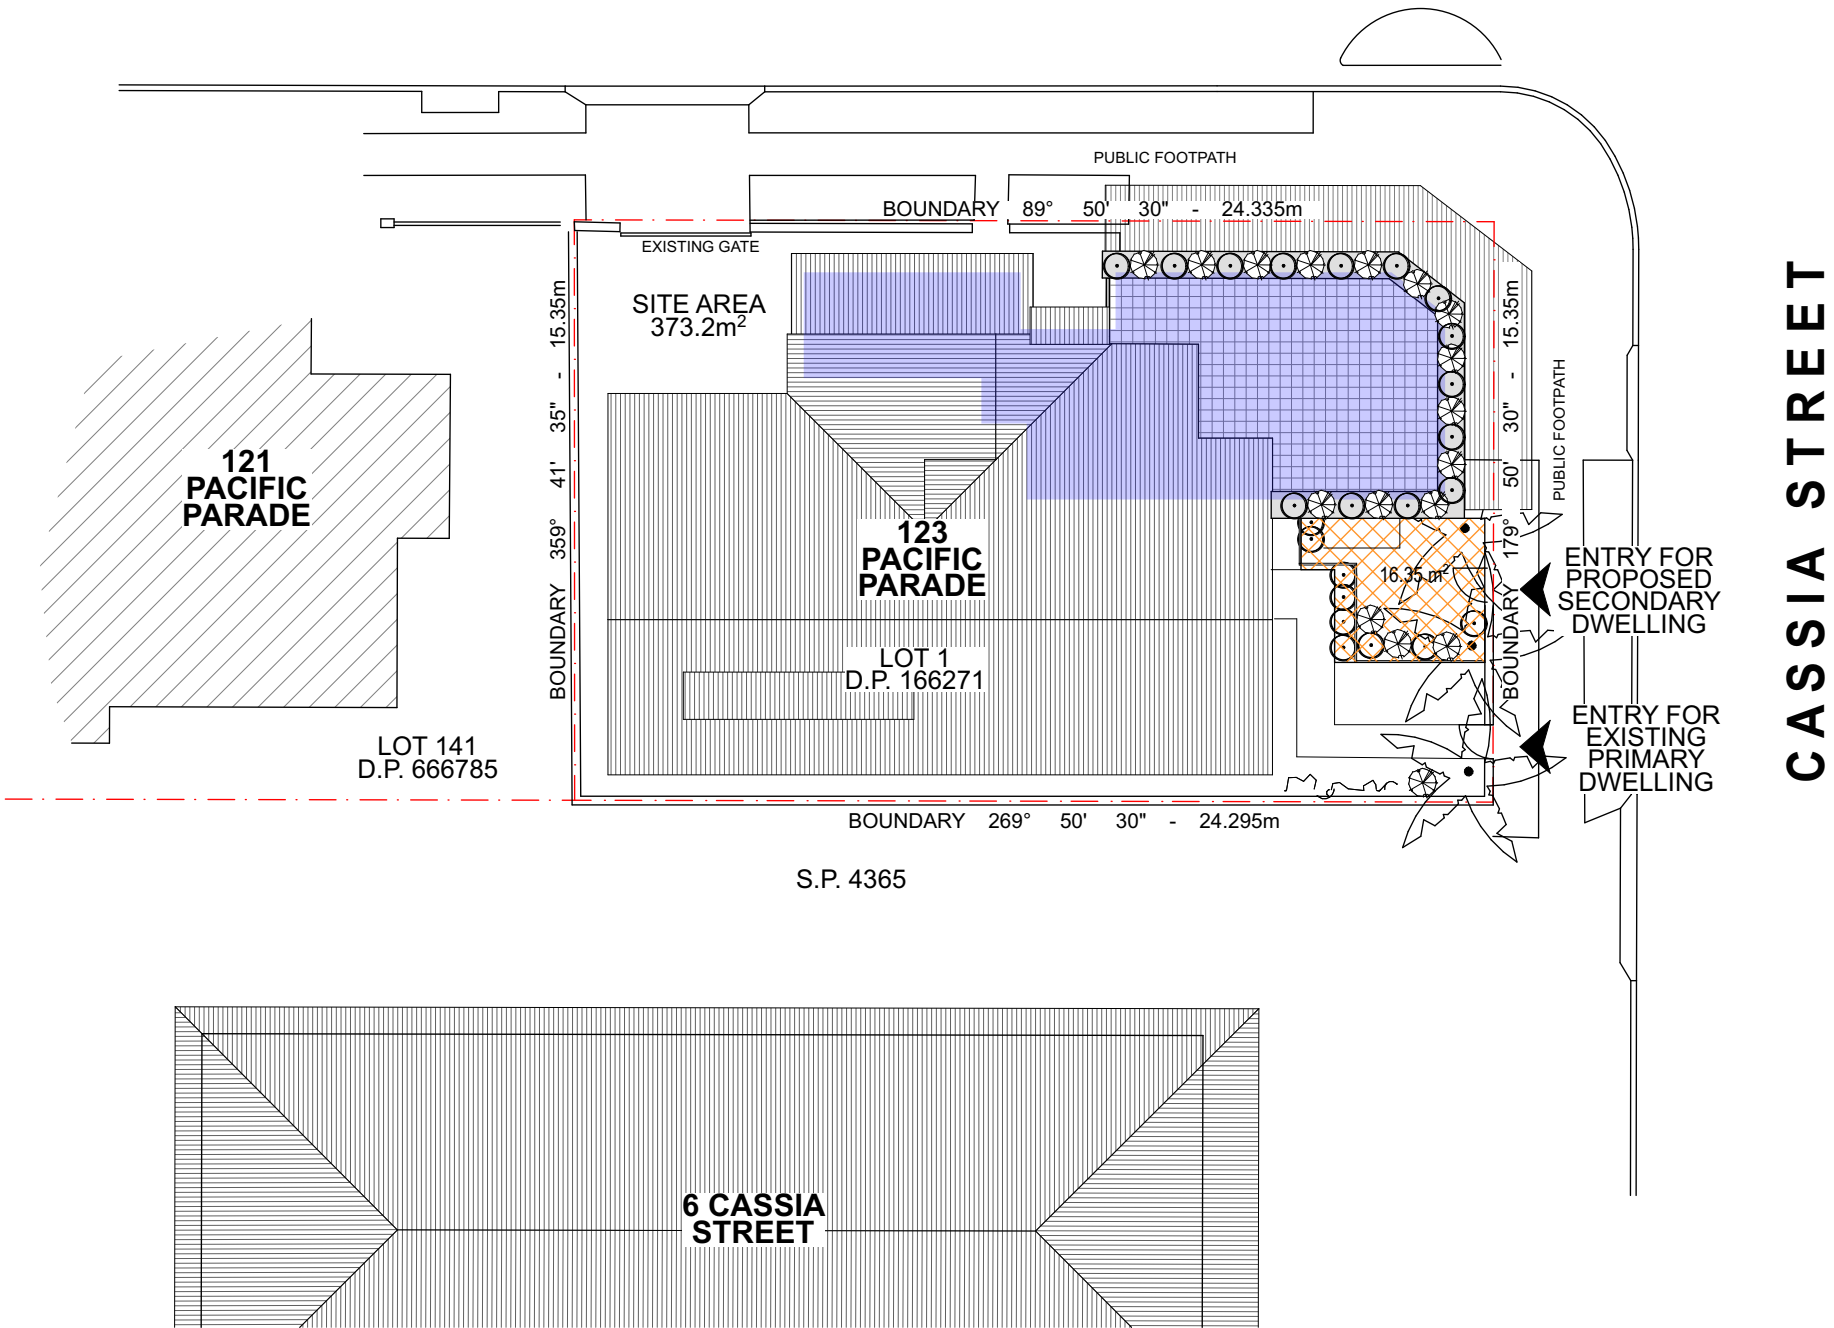 PUBLIC FOOTPATH
BOUNDARY 89° 50' 30" - 24.335m
EXISTING GATE
SITE AREA
373.2m²
BOUNDARY 359° 41' 35" - 15.35m
BOUNDARY 179° 50' 30" - 15.35m
PUBLIC FOOTPATH
CASSIA STREET
121
PACIFIC
PARADE
123
PACIFIC
PARADE
16.35 m²
ENTRY FOR
PROPOSED
SECONDARY
DWELLING
LOT 1
D.P. 166271
ENTRY FOR
EXISTING
PRIMARY
DWELLING
LOT 141
D.P. 666785
BOUNDARY 269° 50' 30" - 24.295m
S.P. 4365
6 CASSIA
STREET